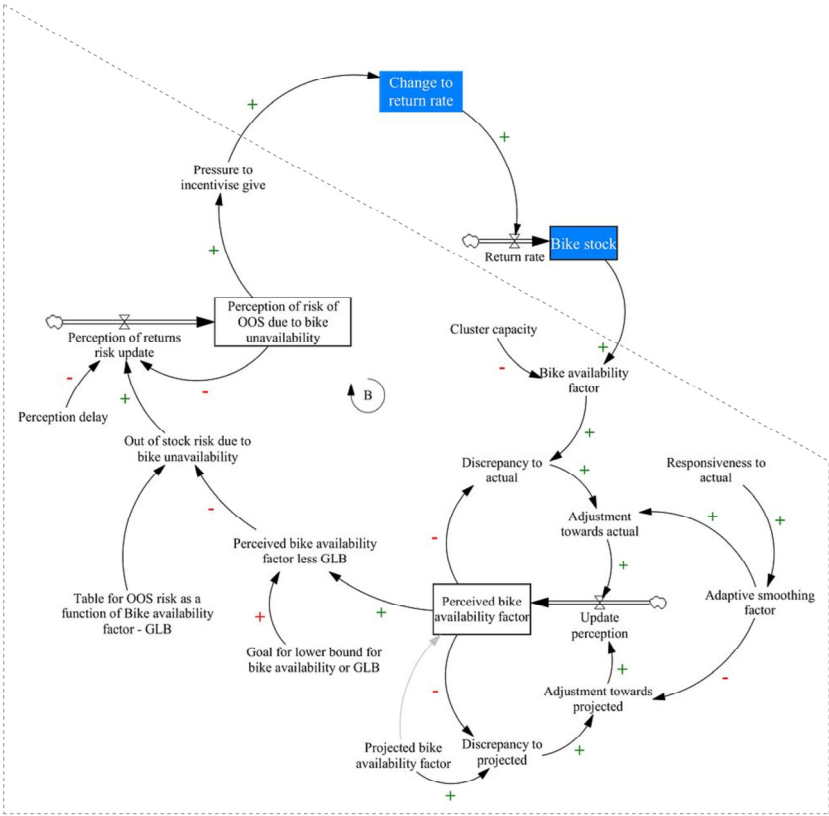 Change to
return rate
+
+
Pressure to
incentivise give
+
Return rate
Bike stock
Perception of risk of
OOS due to bike
unavailability
Perception of returns
risk update
Cluster capacity
+
-
Bike availability
factor
-
-
+
B
Perception delay
Out of stock risk due to
bike unavailability
+
Discrepancy to
actual
+
Responsiveness to
actual
-
Adjustment
towards actual
+
+
-
Perceived bike availability
factor less GLB
+
Table for OOS risk as a
function of Bike availability
factor - GLB
+
+
Perceived bike
availability factor
Update
perception
Adaptive smoothing
factor
Goal for lower bound for
bike availability or GLB
-
+
-
Adjustment towards
projected
Projected bike
availability factor
Discrepancy to
projected
+
+